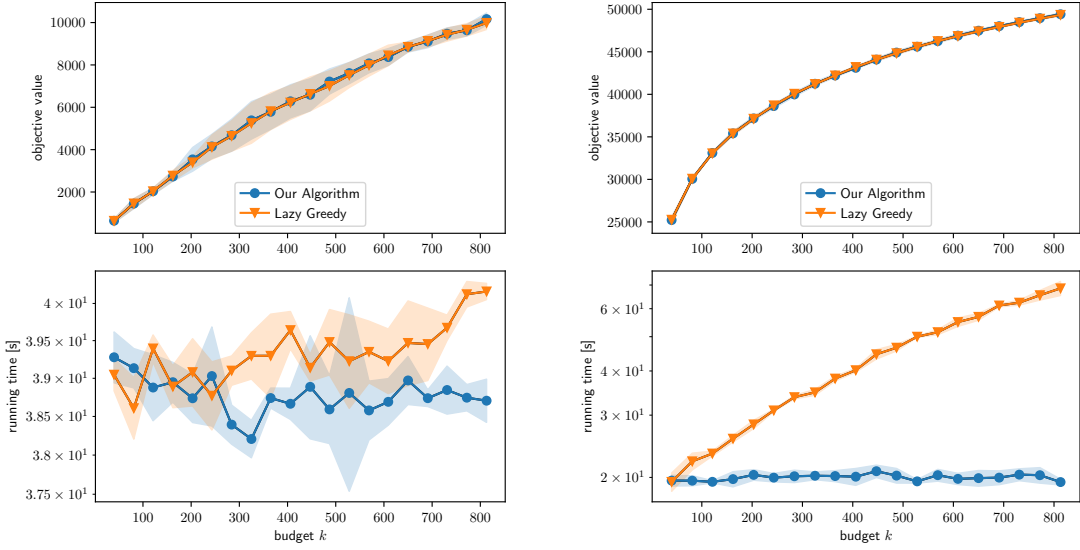 10000
8000
6000
4000
2000
objective value
Our Algorithm
Lazy Greedy
100 200 300 400 500 600 700 800
50000
45000
40000
35000
30000
25000
objective value
Our Algorithm
Lazy Greedy
100 200 300 400 500 600 700 800
4 × 10¹
3.95 × 10¹
3.9 × 10¹
3.85 × 10¹
3.8 × 10¹
3.75 × 10¹
running time [s]
100 200 300 400 500 600 700 800
budget k
6 × 10¹
4 × 10¹
3 × 10¹
2 × 10¹
running time [s]
100 200 300 400 500 600 700 800
budget k